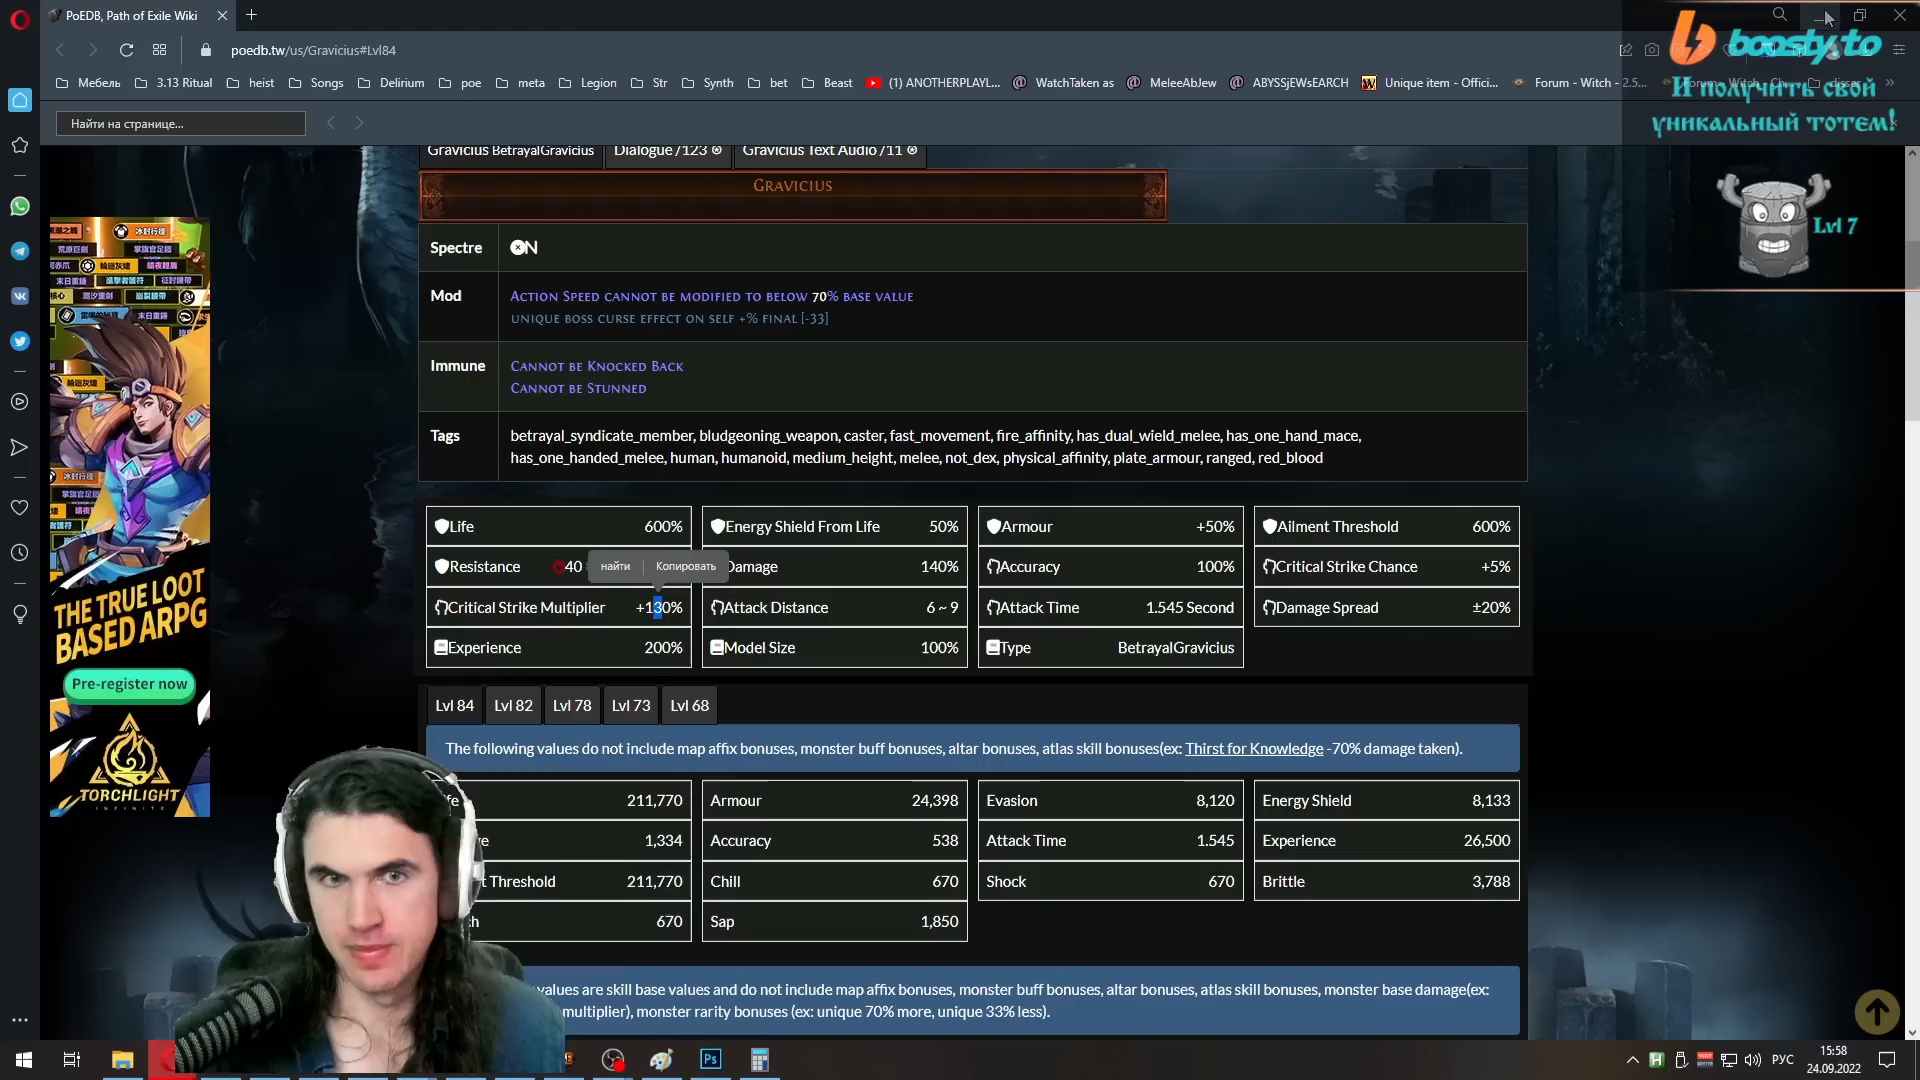 PoEDB, Path of Exile Wiki
poedb.tw/us/Gravicius#Lvl84
boosty.to
И получить свой
уникальный тотем!
Lvl 7
Мебель
3.13 Ritual
heist
Songs
Delirium
poe
meta
Legion
Str
Synth
bet
Beast
(1) ANOTHERPLAYL...
WatchTaken as
MeleeAbJew
ABYSSjEWsEARCH
Unique item - Offici...
Forum - Witch - 2.5...
Найти на странице...
Gravicius BetrayalGravicius
Dialogue /123
Gravicius Text Audio /11
Gravicius
Spectre
N
Mod
Action Speed cannot be modified to below 70% base value
unique boss curse effect on self +% final [-33]
Immune
Cannot be Knocked Back
Cannot be Stunned
Tags
betrayal_syndicate_member, bludgeoning_weapon, caster, fast_movement, fire_affinity, has_dual_wield_melee, has_one_hand_mace,
has_one_handed_melee, human, humanoid, medium_height, melee, not_dex, physical_affinity, plate_armour, ranged, red_blood
Life 600%
Energy Shield From Life 50%
Armour +50%
Ailment Threshold 600%
Resistance 40
найти
Копировать
Damage 140%
Accuracy 100%
Critical Strike Chance +5%
Critical Strike Multiplier +130%
Attack Distance 6 ~ 9
Attack Time 1.545 Second
Damage Spread ±20%
Experience 200%
Model Size 100%
Type BetrayalGravicius
Lvl 84
Lvl 82
Lvl 78
Lvl 73
Lvl 68
The following values do not include map affix bonuses, monster buff bonuses, altar bonuses, atlas skill bonuses(ex: Thirst for Knowledge -70% damage taken).
211,770
Armour 24,398
Evasion 8,120
Energy Shield 8,133
1,334
Accuracy 538
Attack Time 1.545
Experience 26,500
Threshold 211,770
Chill 670
Shock 670
Brittle 3,788
670
Sap 1,850
values are skill base values and do not include map affix bonuses, monster buff bonuses, altar bonuses, atlas skill bonuses, monster base damage(ex:
multiplier), monster rarity bonuses (ex: unique 70% more, unique 33% less).
THE TRUE LOOT
BASED ARPG
Pre-register now
TORCHLIGHT
INFINITE
Ps
РУС
15:58
24.09.2022